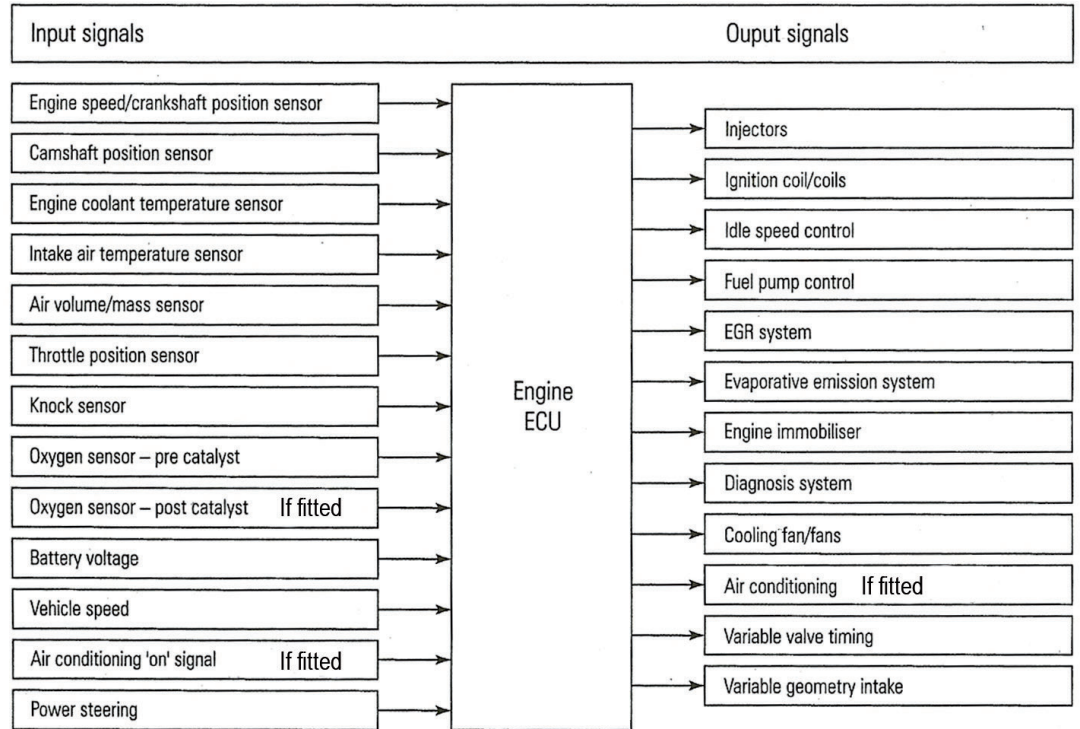 Input signals
Ouput signals
Engine speed/crankshaft position sensor
Camshaft position sensor
Engine coolant temperature sensor
Intake air temperature sensor
Air volume/mass sensor
Throttle position sensor
Knock sensor
Oxygen sensor – pre catalyst
Oxygen sensor – post catalyst If fitted
Battery voltage
Vehicle speed
Air conditioning 'on' signal If fitted
Power steering
Engine
ECU
Injectors
Ignition coil/coils
Idle speed control
Fuel pump control
EGR system
Evaporative emission system
Engine immobiliser
Diagnosis system
Cooling fan/fans
Air conditioning If fitted
Variable valve timing
Variable geometry intake